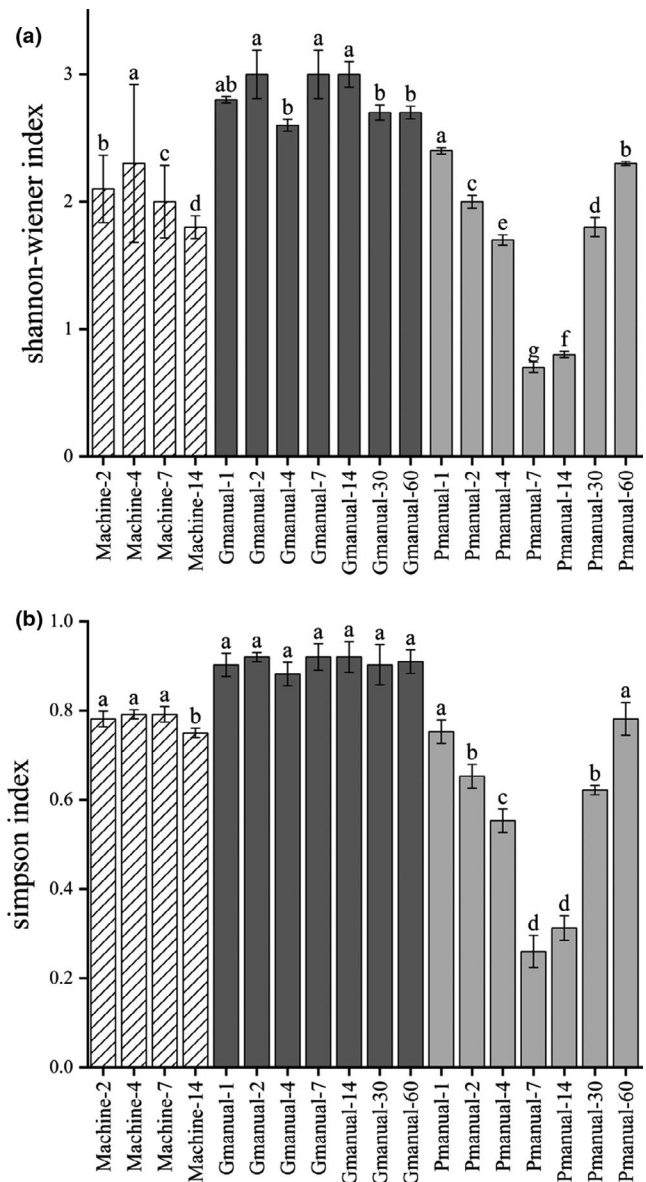 (a)
shannon-wiener index
3
2
1
0
b
a
c
d
ab
a
b
a
a
b
b
a
c
e
g
f
d
b
Machine-2
Machine-4
Machine-7
Machine-14
Gmanual-1
Gmanual-2
Gmanual-4
Gmanual-7
Gmanual-14
Gmanual-30
Gmanual-60
Pmanual-1
Pmanual-2
Pmanual-4
Pmanual-7
Pmanual-14
Pmanual-30
Pmanual-60
(b)
simpson index
1.0
0.8
0.6
0.4
0.2
0.0
a
a
a
b
a
a
a
a
a
a
a
a
b
c
d
d
b
a
Machine-2
Machine-4
Machine-7
Machine-14
Gmanual-1
Gmanual-2
Gmanual-4
Gmanual-7
Gmanual-14
Gmanual-30
Gmanual-60
Pmanual-1
Pmanual-2
Pmanual-4
Pmanual-7
Pmanual-14
Pmanual-30
Pmanual-60